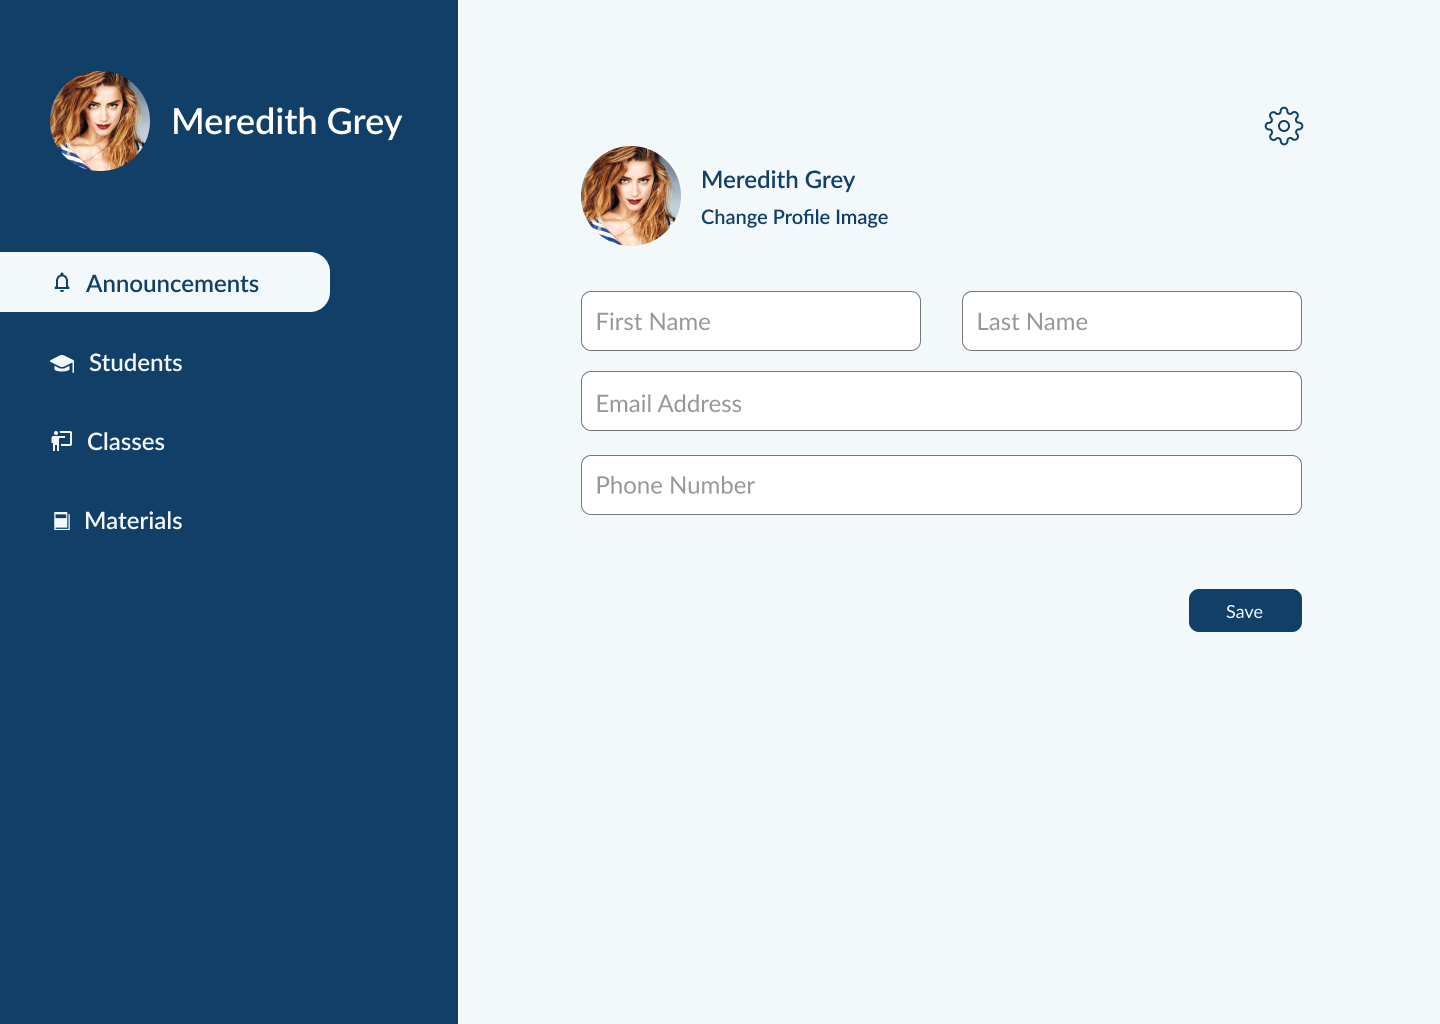 Meredith Grey
Announcements
Students
Classes
Materials
Meredith Grey
Change Profile Image
First Name
Last Name
Email Address
Phone Number
Save